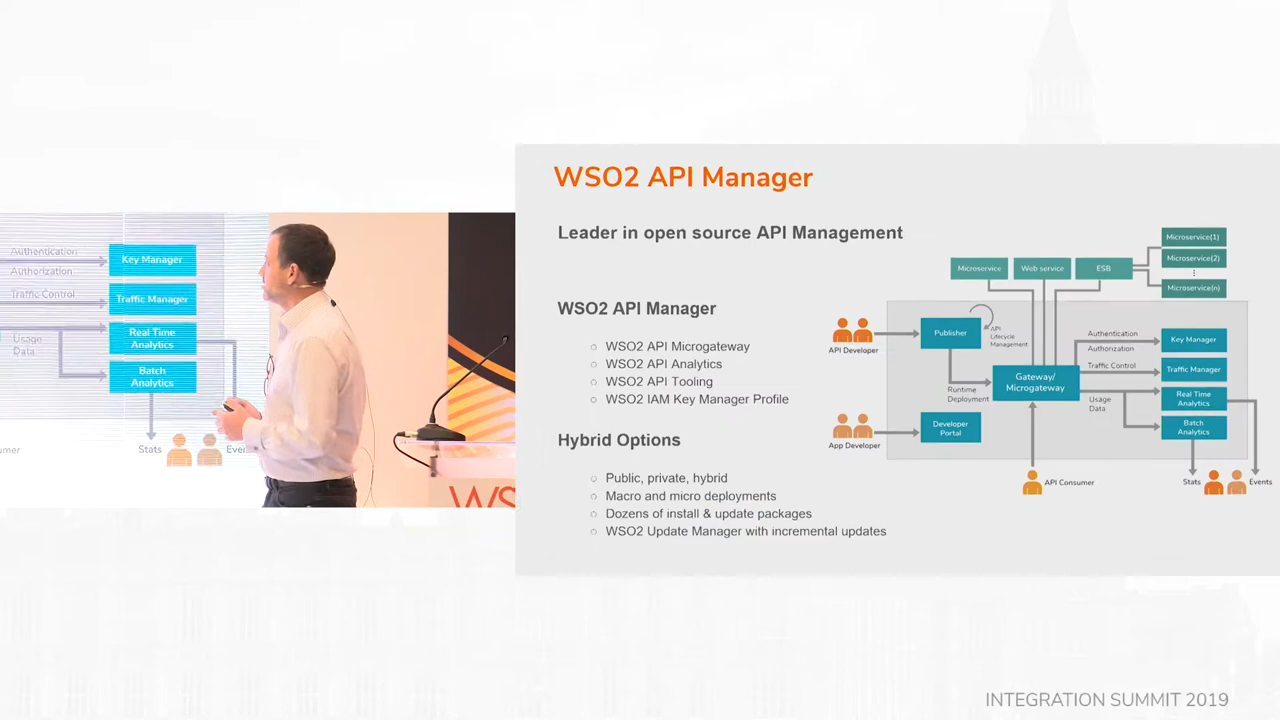 Authentication
Authorization
Traffic Control
Usage
Data
Key Manager
Traffic Manager
Real Time
Analytics
Batch
Analytics
Stats
WSO2 API Manager
Leader in open source API Management
WSO2 API Manager
WSO2 API Microgateway
WSO2 API Analytics
WSO2 API Tooling
WSO2 IAM Key Manager Profile
Hybrid Options
Public, private, hybrid
Macro and micro deployments
Dozens of install & update packages
WSO2 Update Manager with incremental updates
Microservice
Web service
ESB
Microservice(1)
Microservice(2)
Microservice(n)
API Developer
Publisher
API
Lifecycle
Management
Runtime
Deployment
Gateway/
Microgateway
App Developer
Developer
Portal
API Consumer
Authentication
Authorization
Traffic Control
Usage
Data
Key Manager
Traffic Manager
Real Time
Analytics
Batch
Analytics
Stats
Events
INTEGRATION SUMMIT 2019